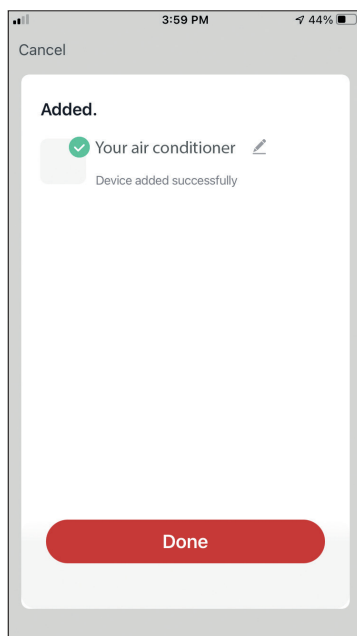 3:59 PM
44%
Cancel
Added.
Your air conditioner
Device added successfully
Done